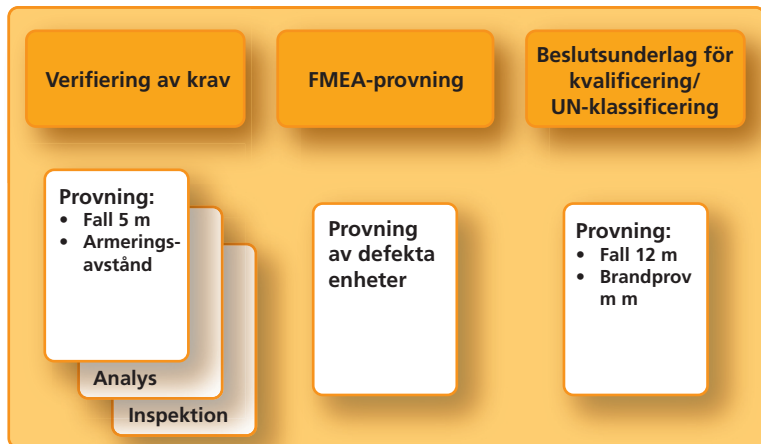 Verifiering av krav
FMEA-provning
Beslutsunderlag för
kvalificering/
UN-klassificering
Provning:
• Fall 5 m
• Armerings-
avstånd
Analys
Inspektion
Provning
av defekta
enheter
Provning:
• Fall 12 m
• Brandprov
m m